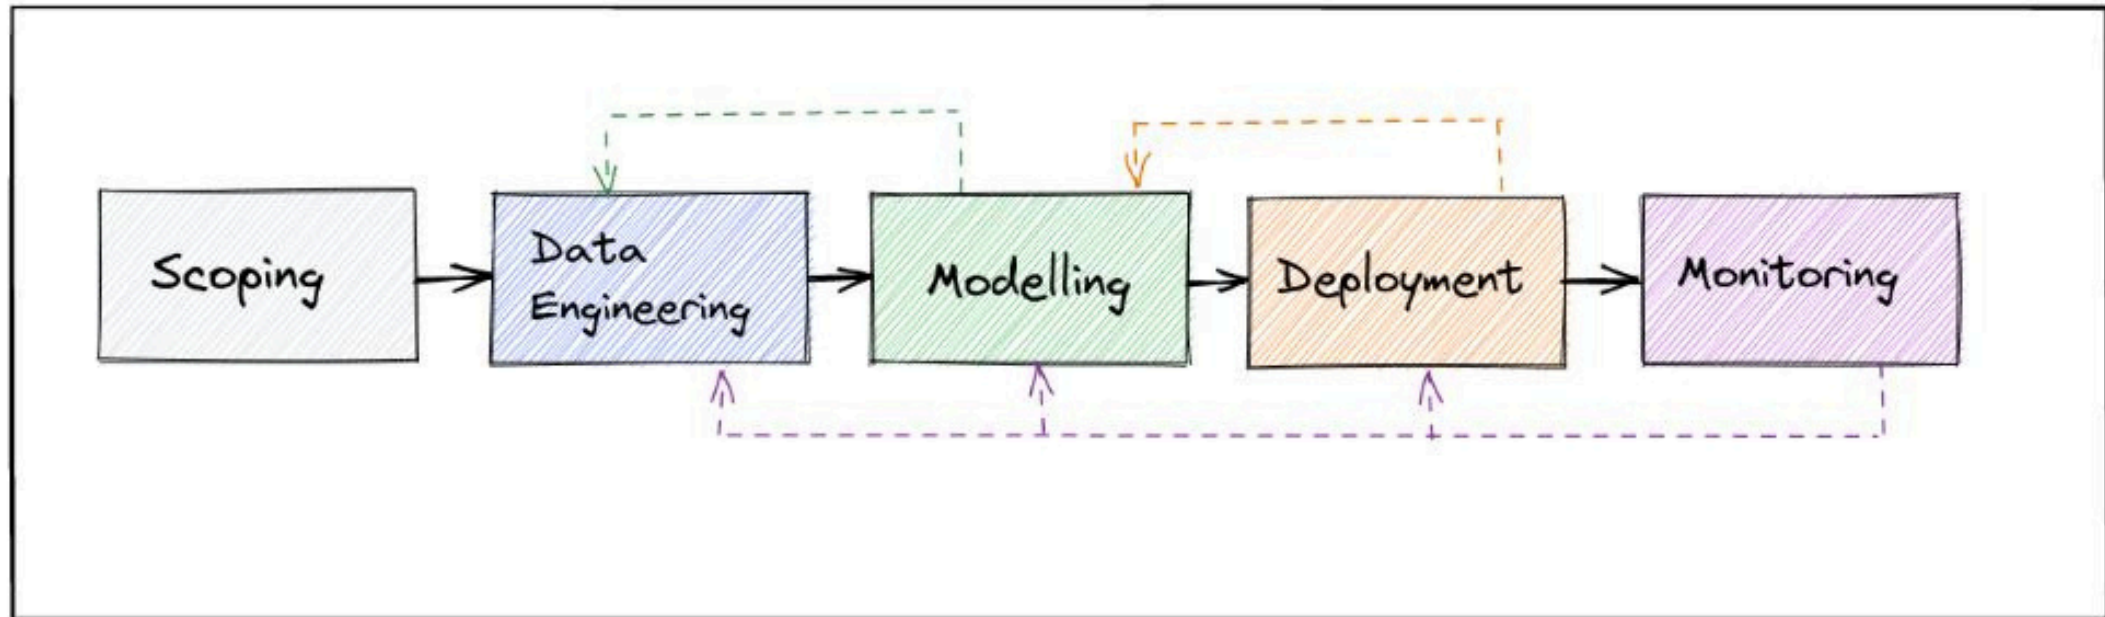 Scoping
Data
Engineering
Modelling
Deployment
Monitoring